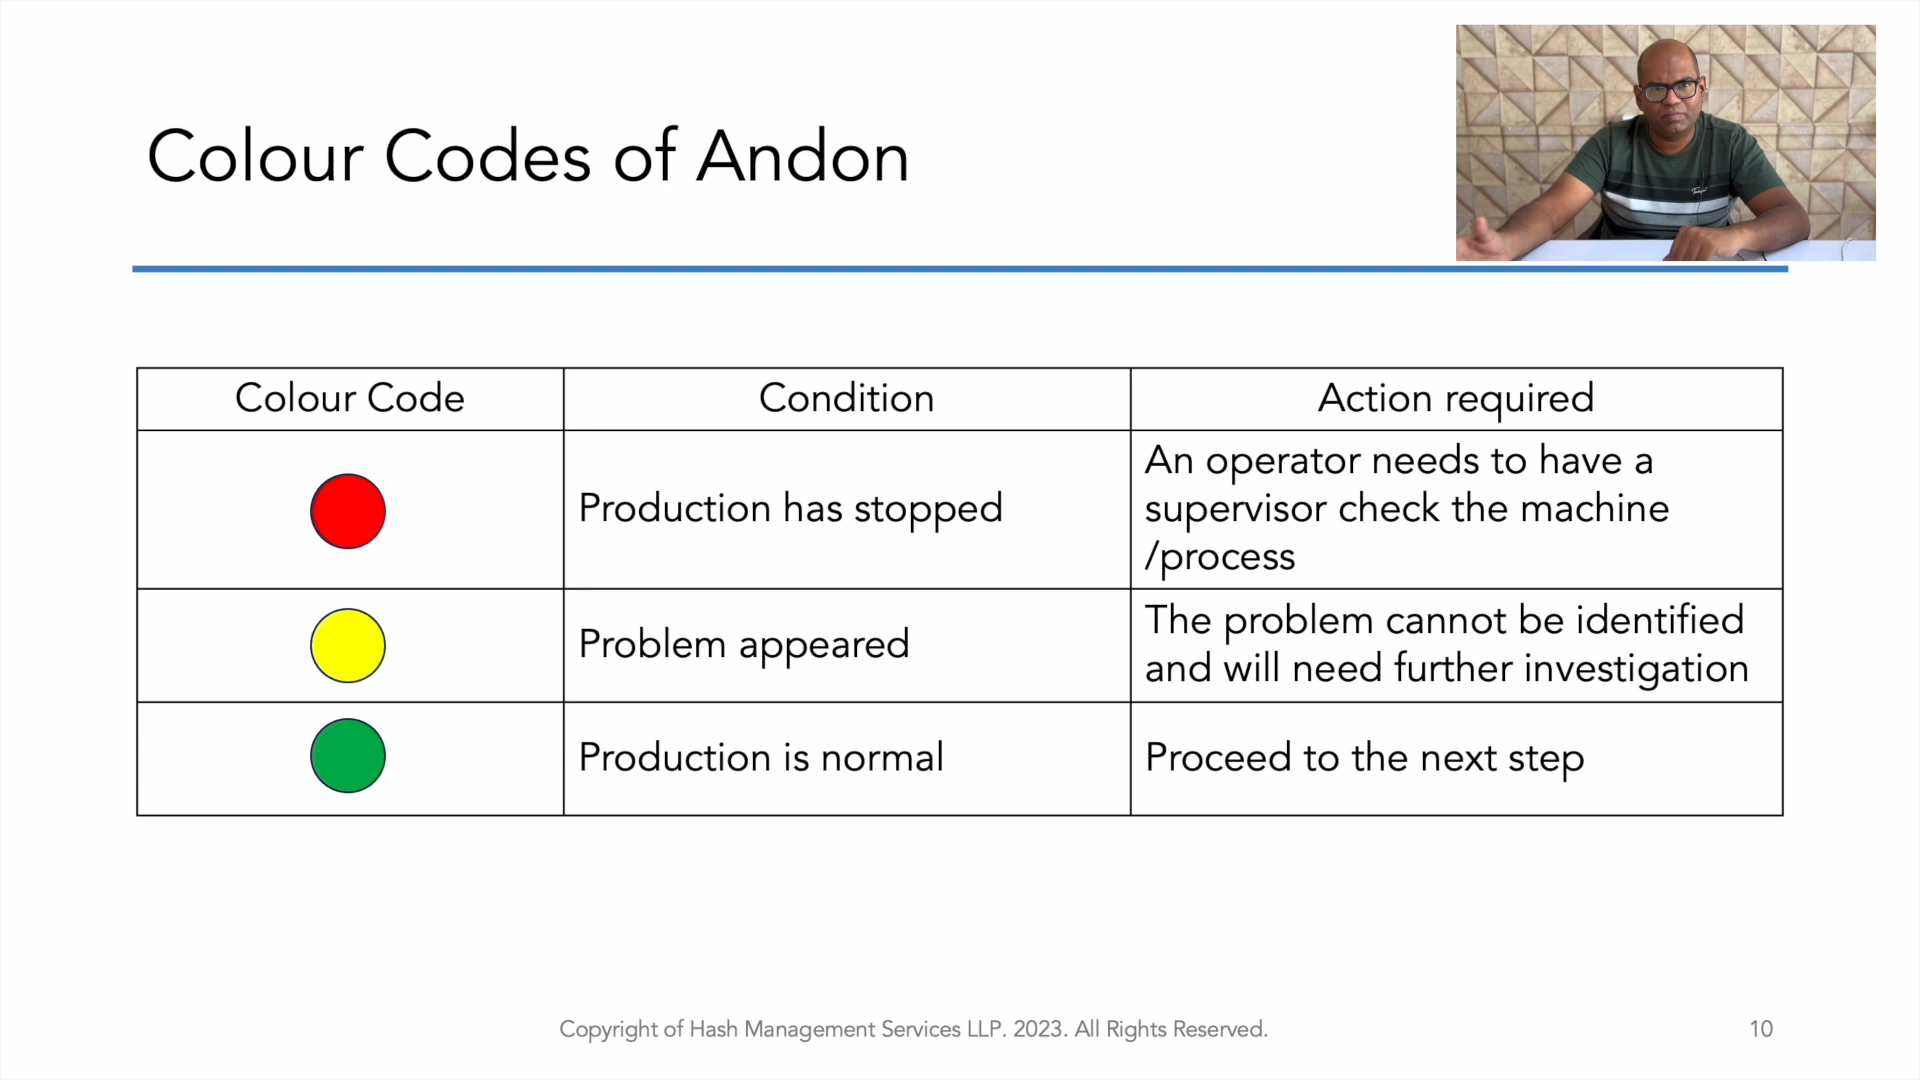 Colour Codes of Andon
Colour Code
Condition
Action required
Production has stopped
An operator needs to have a
supervisor check the machine
/process
Problem appeared
The problem cannot be identified
and will need further investigation
Production is normal
Proceed to the next step
Copyright of Hash Management Services LLP. 2023. All Rights Reserved.
10